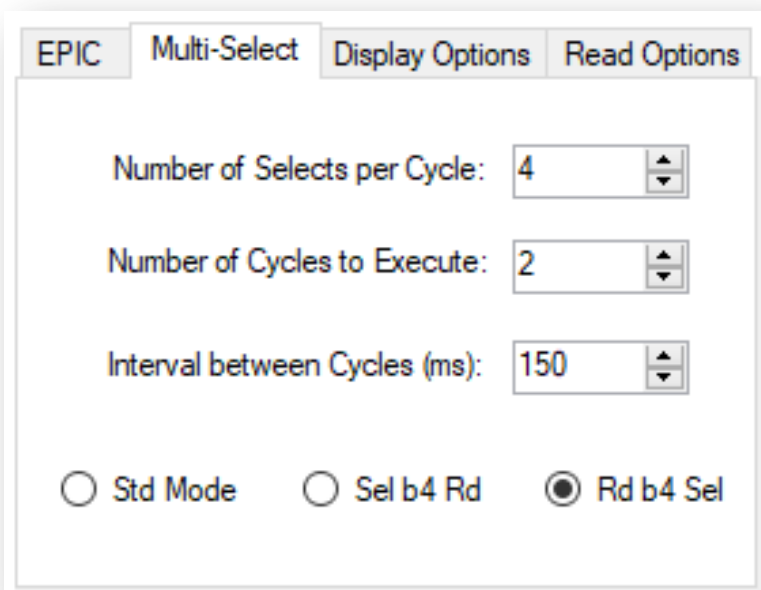 EPIC Multi-Select Display Options Read Options
Number of Selects per Cycle: 4
Number of Cycles to Execute: 2
Interval between Cycles (ms): 150
Std Mode Sel b4 Rd Rd b4 Sel